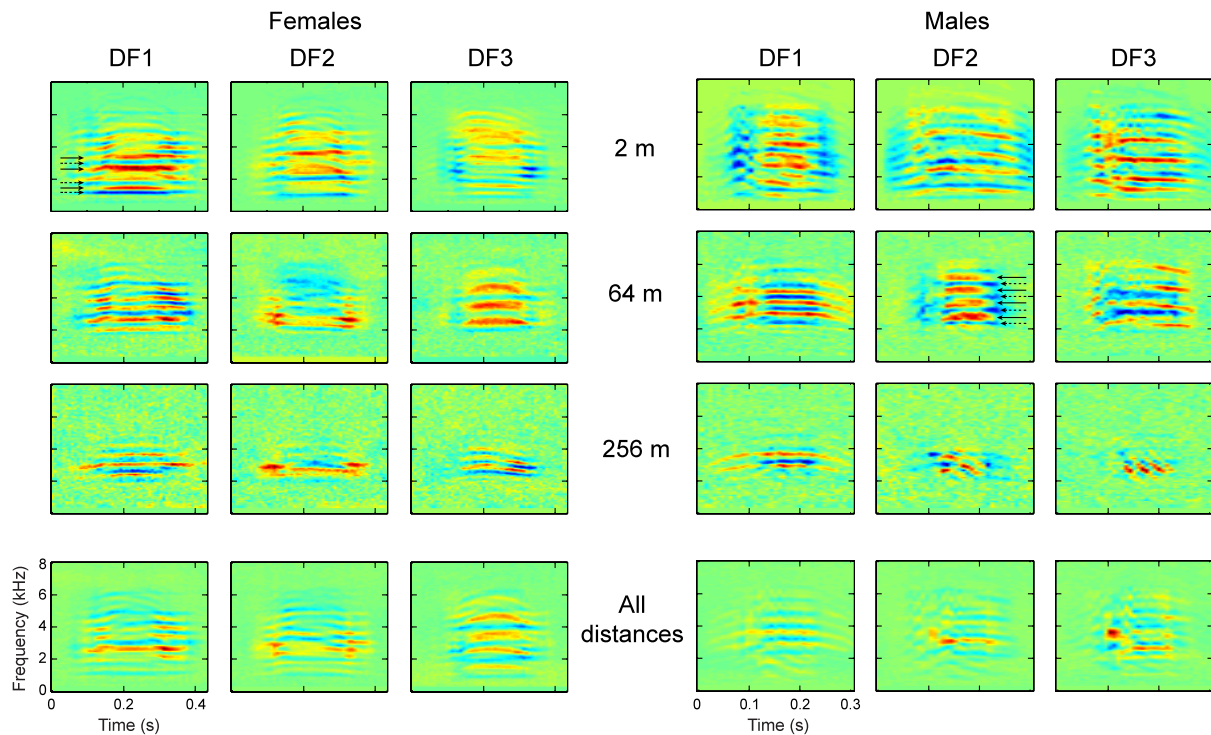 Females Males
DF1 DF2 DF3 DF1 DF2 DF3
2 m
64 m
256 m
All
distances
Frequency (kHz)
8
6
4
2
0
0 0.2 0.4
Time (s)
0 0.1 0.2 0.3
Time (s)